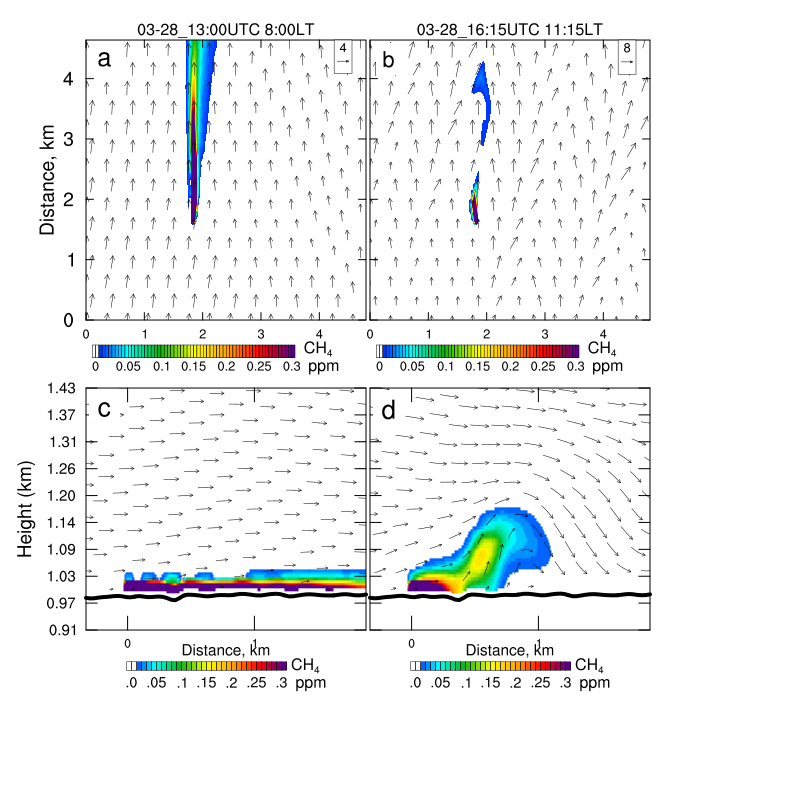 03-28_13:00UTC 8:00LT
03-28_16:15UTC 11:15LT
a
4
b
8
Distance, km
4
3
2
1
0
0 1 2 3 4
0 1 2 3 4
CH4
0 0.05 0.1 0.2 0.25 0.3 ppm
CH4
0 0.05 0.1 0.2 0.25 0.3 ppm
c
d
Height (km)
1.43
1.37
1.31
1.26
1.20
1.14
1.09
1.03
0.97
0.91
0 1
0 1
Distance, km
Distance, km
CH4
.0 .05 .1 .15 .2 .25 .3 ppm
CH4
.0 .05 .1 .15 .2 .25 .3 ppm